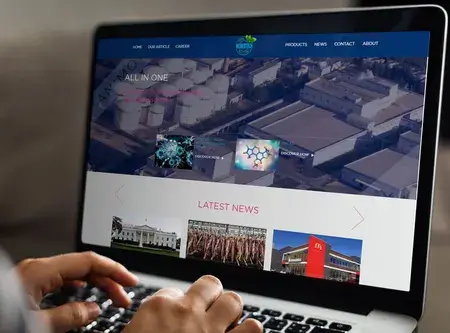 HOME OUR ARTICLE CAREER PRODUCTS NEWS CONTACT ABOUT
ALL IN ONE
DISCOVER NOW DISCOVER NOW
LATEST NEWS